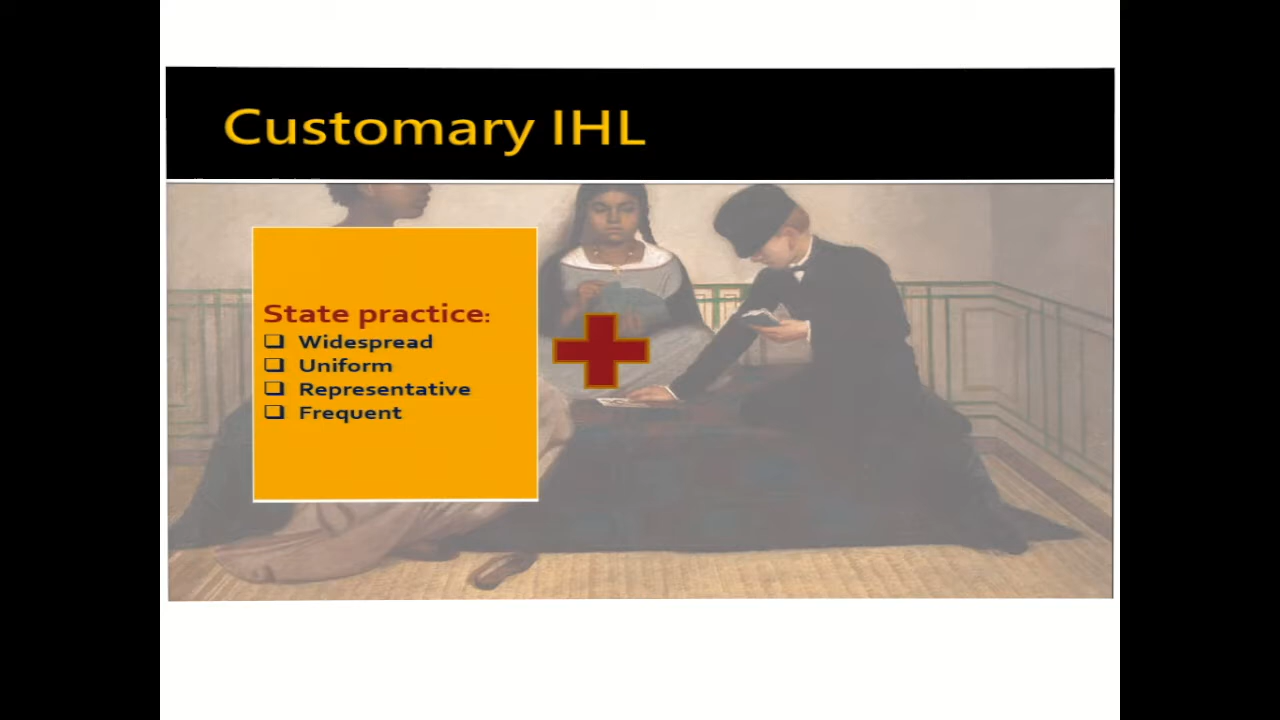 Customary IHL
State practice:
❑ Widespread
❑ Uniform
❑ Representative
❑ Frequent